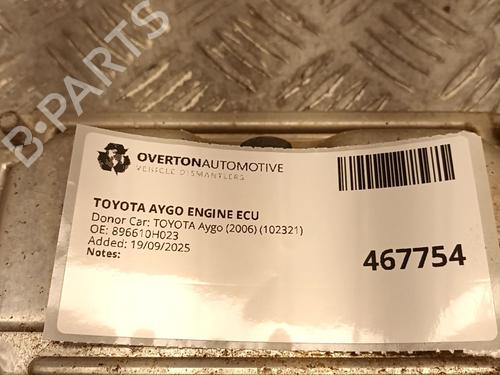 B-PARTS
OVERTONAUTOMOTIVE
VEHICLE DISMANTLERS
TOYOTA AYGO ENGINE ECU
Donor Car: TOYOTA Aygo (2006) (102321)
OE: 896610H023
Added: 19/09/2025
Notes:
467754